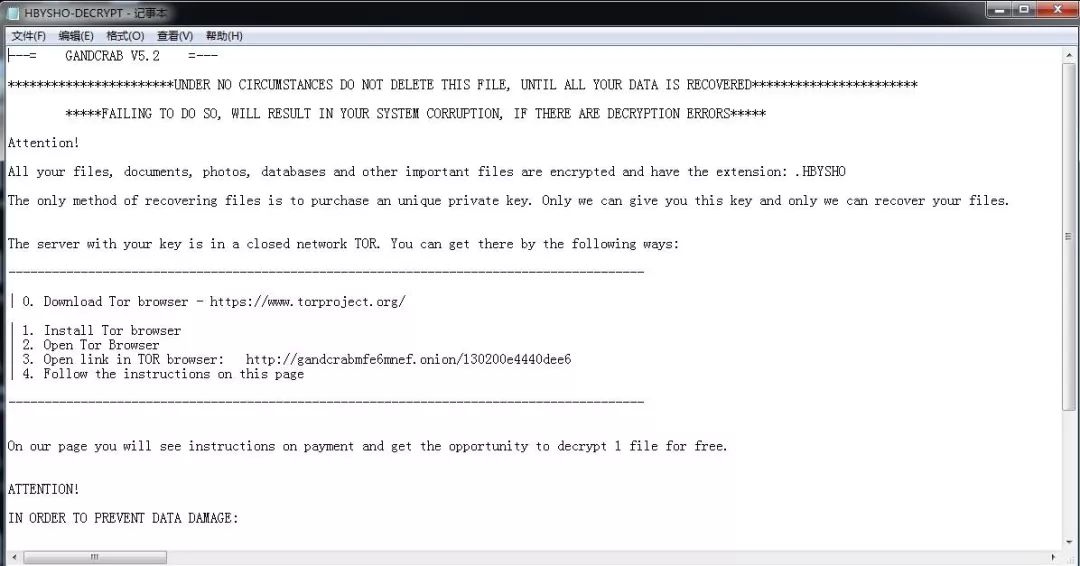 HBYSHO-DECRYPT - 记事本
文件(F) 编辑(E) 格式(O) 查看(V) 帮助(H)
---= GANDCRAB V5.2 =---
***********************UNDER NO CIRCUMSTANCES DO NOT DELETE THIS FILE, UNTIL ALL YOUR DATA IS RECOVERED***********************
*****FAILING TO DO SO, WILL RESULT IN YOUR SYSTEM CORRUPTION, IF THERE ARE DECRYPTION ERRORS*****
Attention!
All your files, documents, photos, databases and other important files are encrypted and have the extension: .HBYSHO
The only method of recovering files is to purchase an unique private key. Only we can give you this key and only we can recover your files.
The server with your key is in a closed network TOR. You can get there by the following ways:
----------------------------------------------------------------------------------------
| 0. Download Tor browser - https://www.torproject.org/
| 1. Install Tor browser
| 2. Open Tor Browser
| 3. Open link in TOR browser: http://gandcrabmfe6mnef.onion/130200e4440dee6
| 4. Follow the instructions on this page
----------------------------------------------------------------------------------------
On our page you will see instructions on payment and get the opportunity to decrypt 1 file for free.
ATTENTION!
IN ORDER TO PREVENT DATA DAMAGE: